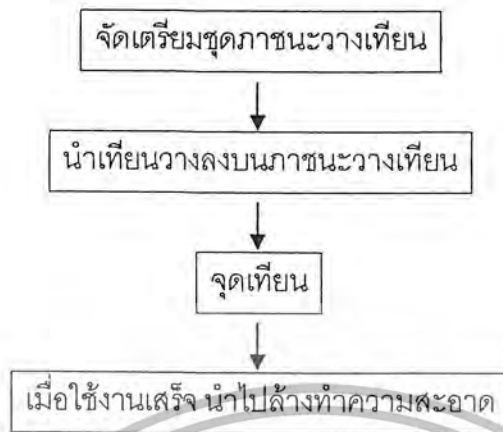 จัดเตรียมชุดภาชนะวางเทียน
นำเทียนวางลงบนภาชนะวางเทียน
จุดเทียน
เมื่อใช้งานเสร็จ นำไปล้างทำความสะอาด